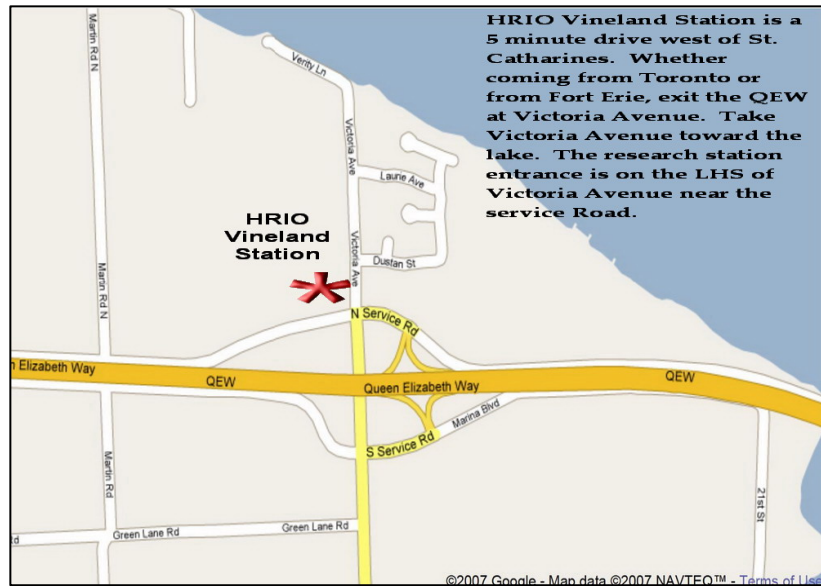 HRIO Vineland Station is a
5 minute drive west of St.
Catharines. Whether
coming from Toronto or
from Fort Erie, exit the QEW
at Victoria Avenue. Take
Victoria Avenue toward the
lake. The research station
entrance is on the LHS of
Victoria Avenue near the
service Road.
Martin Rd N
Verity Ln
Victoria Ave
Laurie Ave
HRIO
Vineland
Station
Victoria Ave
Dustan St
Martin Rd N
N Service Rd
n Elizabeth Way
QEW
Queen Elizabeth Way
QEW
Marina Blvd
S Service Rd
Martin Rd
21st St
Rd
Green Lane Rd
Green Lane Rd
©2007 Google - Map data ©2007 NAVTEQ™ - Terms of Use